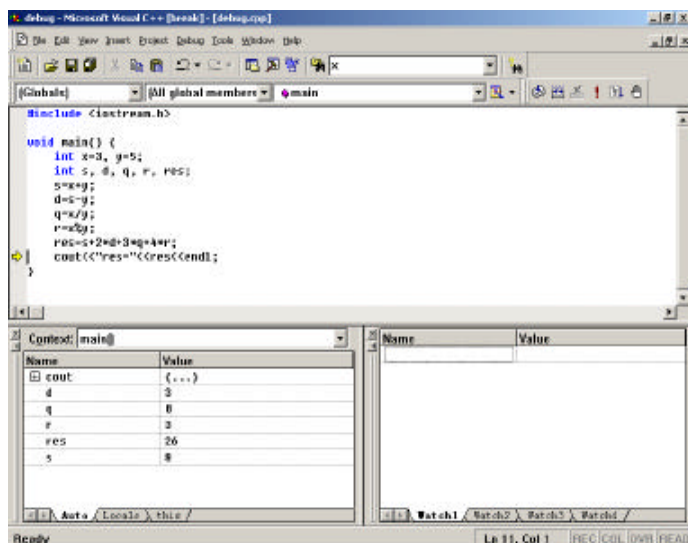 debug - Microsoft Visual C++ [break] - [debug.cpp]
File Edit View Insert Project Debug Tools Window Help
x
(Globals) (All global members main
#include <iostream.h>
void main() {
int x=3, y=5;
int s, d, q, r, res;
s=x+y;
d=s-y;
q=x/y;
r=x%y;
res=s+2*d+3*q+4*r;
cout<<"res="<<res<<endl;
}
Context: main()
Name Value
cout {...}
d 3
q 0
r 3
res 26
s 8
Auto Locals this
Name Value
Watch1 Watch2 Watch3 Watch4
Ready Ln 11, Col 1 REC COL OVR READ